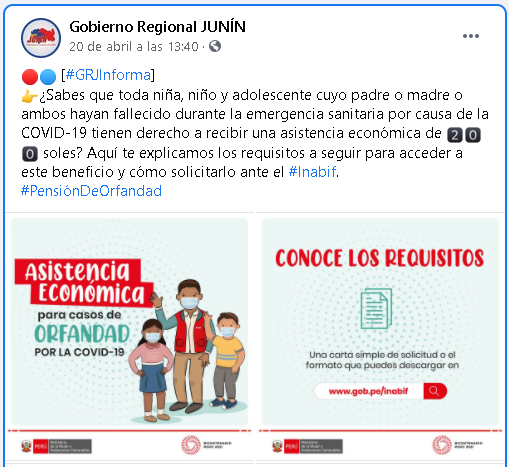 Gobierno Regional JUNÍN
20 de abril a las 13:40 ·
[#GRJInforma]
¿Sabes que toda niña, niño y adolescente cuyo padre o madre o
ambos hayan fallecido durante la emergencia sanitaria por causa de la
COVID-19 tienen derecho a recibir una asistencia económica de 2 0
0 soles? Aquí te explicamos los requisitos a seguir para acceder a
este beneficio y cómo solicitarlo ante el #Inabif.
#PensiónDeOrfandad
Asistencia
Económica
para casos de
ORFANDAD
POR LA COVID-19
CONOCE LOS REQUISITOS
Una carta simple de solicitud o el
formato que puedes descargar en
www.gob.pe/inabif
PERÚ
Ministerio
de la Mujer y
Poblaciones Vulnerables
BICENTENARIO
PERÚ 2021
PERÚ
Ministerio
de la Mujer y
Poblaciones Vulnerables
BICENTENARIO
PERÚ 2021